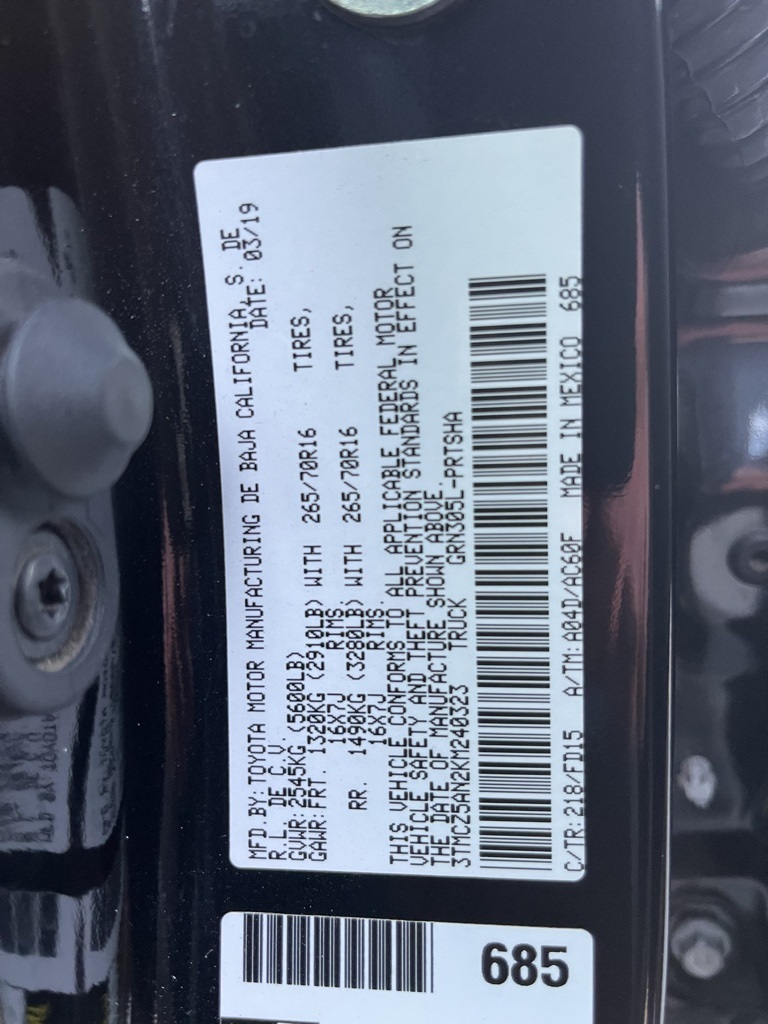 MFD.BY: TOYOTA MOTOR MANUFACTURING DE BAJA CALIFORNIA, S. DE
R.L. DE C.V. DATE: 03/19
GVWR: 2545KG (5600LB)
GAWR: FRT. 1320KG (2910LB) WITH 265/70R16 TIRES,
16X7J RIMS.
RR. 1490KG (3280LB) WITH 265/70R16 TIRES,
16X7J RIMS.
THIS VEHICLE CONFORMS TO ALL APPLICABLE FEDERAL MOTOR
VEHICLE SAFETY AND THEFT PREVENTION STANDARDS IN EFFECT ON
THE DATE OF MANUFACTURE SHOWN ABOVE.
3TMCZ5AN2KM240323 TRUCK GRN305L-PRTSHA
C/TR: 218/FD15 A/TM: A04D/AC60F MADE IN MEXICO 685
685